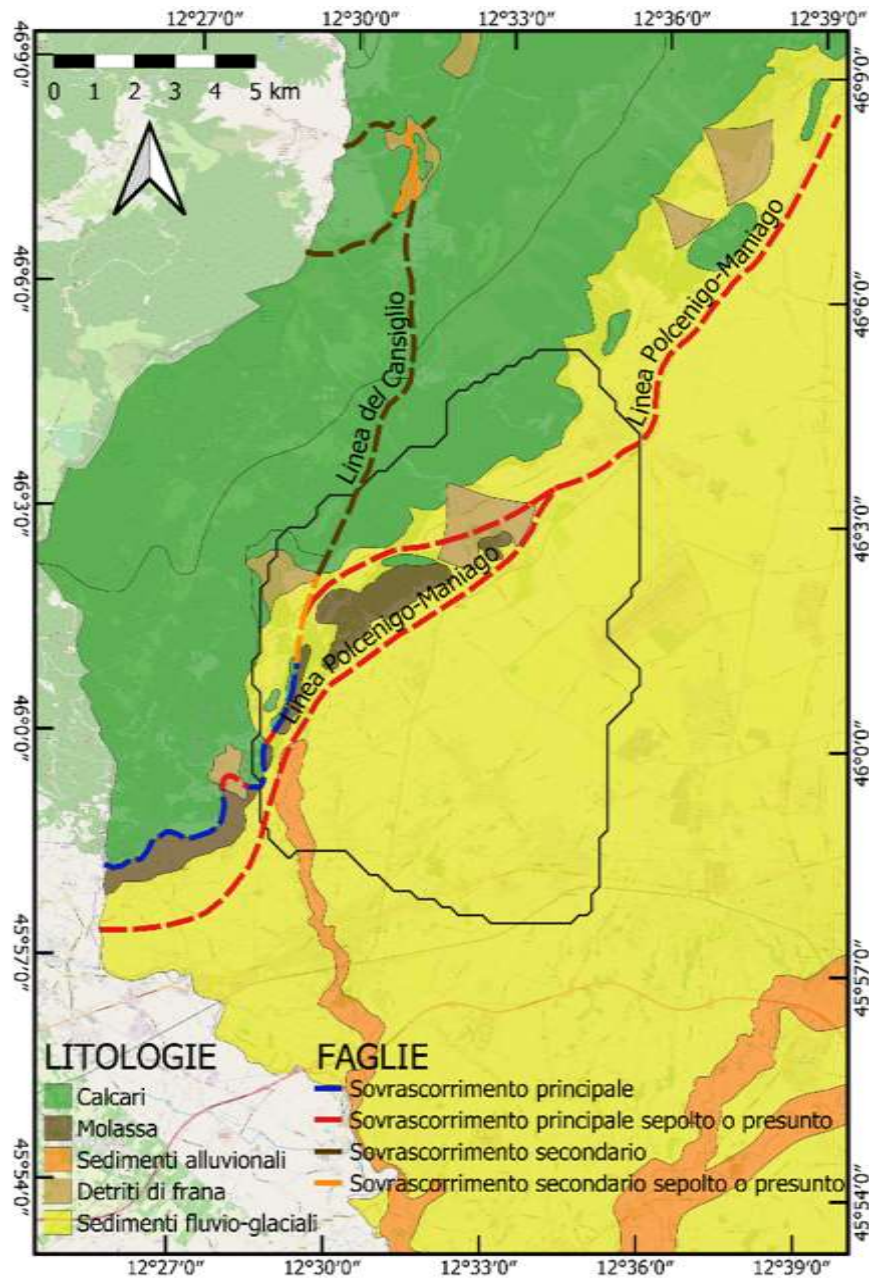 12°27'0" 12°30'0" 12°33'0" 12°36'0" 12°39'0"
46°9'0"
46°9'0"
0 1 2 3 4 5 km
46°6'0"
46°6'0"
Linea del Cansiglio
Linea Polcenigo-Maniago
46°3'0"
46°3'0"
Linea Polcenigo-Maniago
46°0'0"
46°0'0"
45°57'0"
45°57'0"
LITOLOGIE
Calcari
Molassa
Sedimenti alluvionali
Detriti di frana
Sedimenti fluvio-glaciali
FAGLIE
Sovrascorrimento principale
Sovrascorrimento principale sepolto o presunto
Sovrascorrimento secondario
Sovrascorrimento secondario sepolto o presunto
45°54'0"
45°54'0"
12°27'0" 12°30'0" 12°33'0" 12°36'0" 12°39'0"